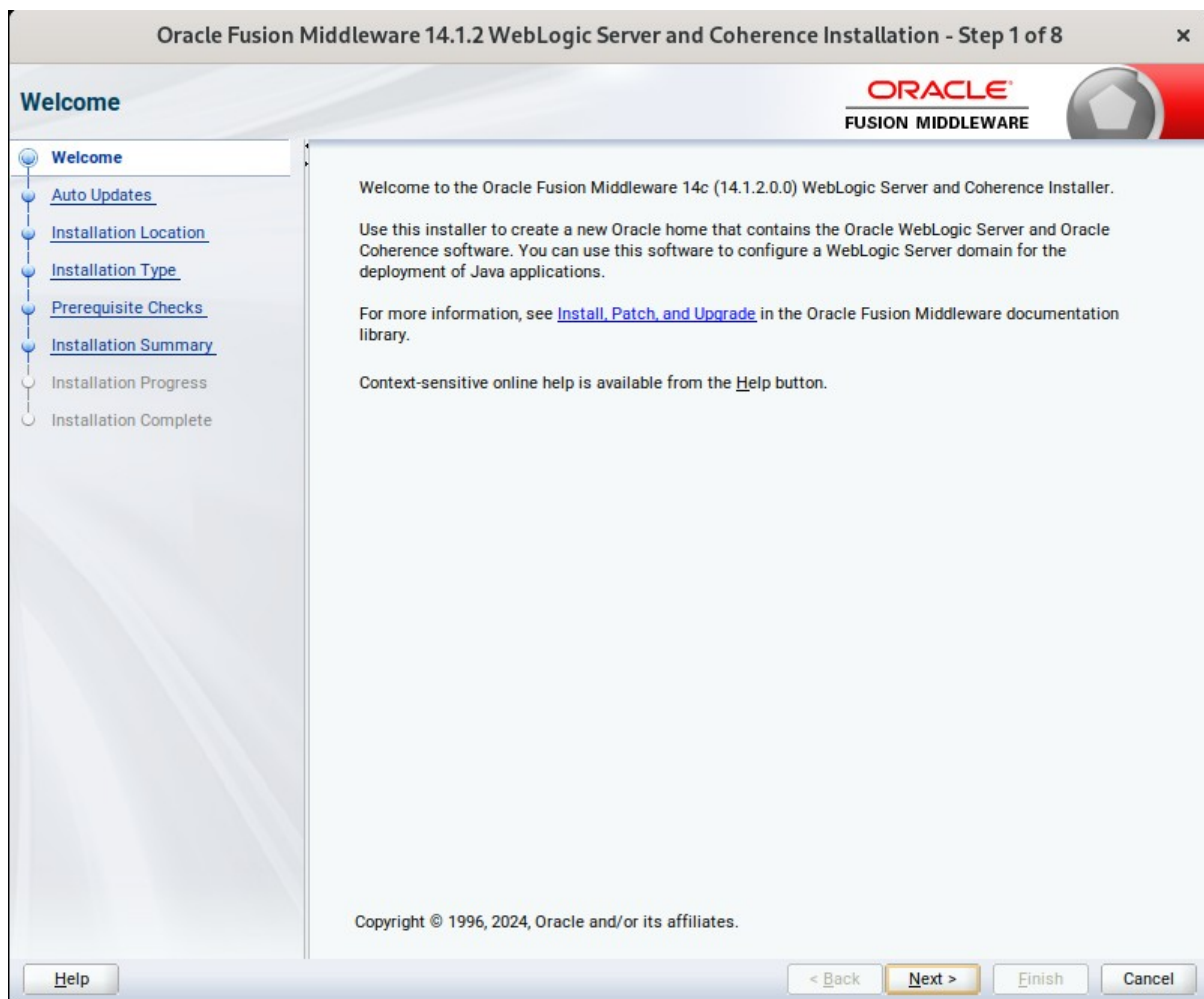 Oracle Fusion Middleware 14.1.2 WebLogic Server and Coherence Installation - Step 1 of 8
Welcome
ORACLE
FUSION MIDDLEWARE
Welcome
Auto Updates
Installation Location
Installation Type
Prerequisite Checks
Installation Summary
Installation Progress
Installation Complete
Welcome to the Oracle Fusion Middleware 14c (14.1.2.0.0) WebLogic Server and Coherence Installer.
Use this installer to create a new Oracle home that contains the Oracle WebLogic Server and Oracle
Coherence software. You can use this software to configure a WebLogic Server domain for the
deployment of Java applications.
For more information, see Install, Patch, and Upgrade in the Oracle Fusion Middleware documentation
library.
Context-sensitive online help is available from the Help button.
Copyright © 1996, 2024, Oracle and/or its affiliates.
Help
< Back
Next >
Finish
Cancel